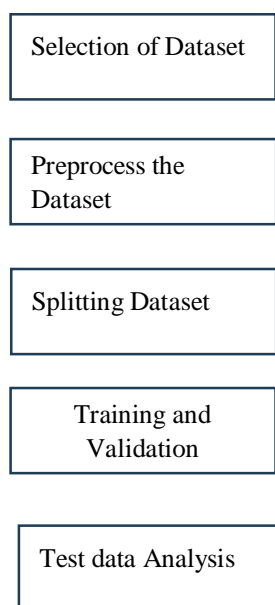 Selection of Dataset
Preprocess the
Dataset
Splitting Dataset
Training and
Validation
Test data Analysis